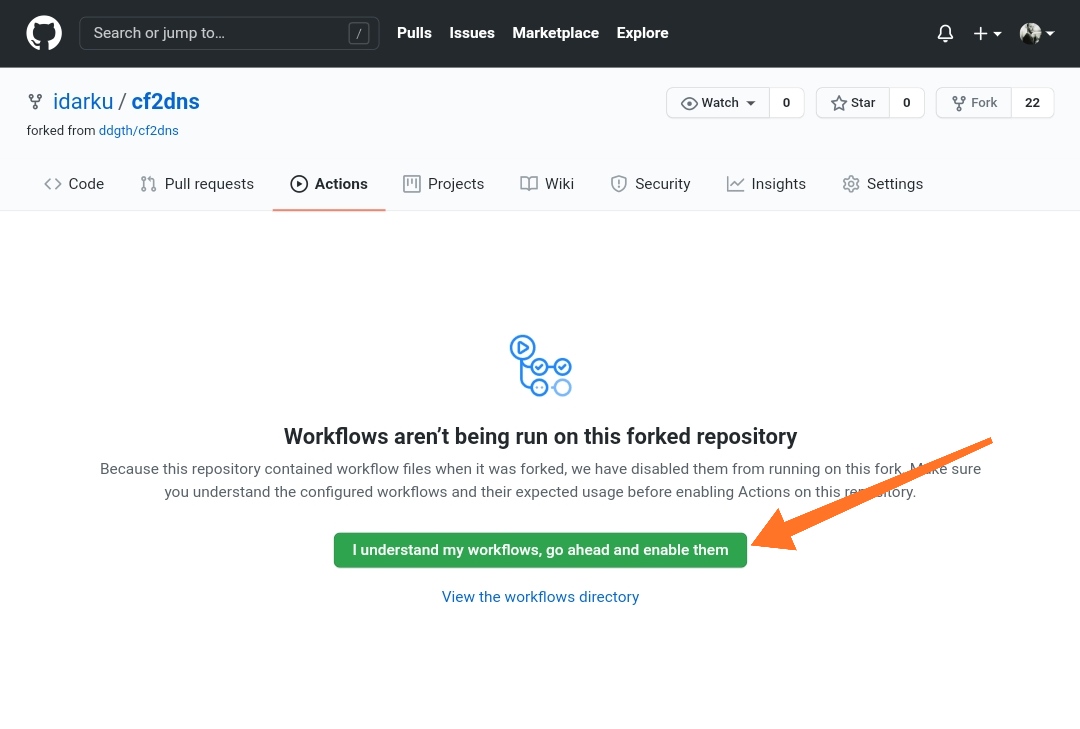 Search or jump to… / Pulls Issues Marketplace Explore
idarku / cf2dns Watch 0 Star 0 Fork 22
forked from ddgth/cf2dns
Code Pull requests Actions Projects Wiki Security Insights Settings
Workflows aren’t being run on this forked repository
Because this repository contained workflow files when it was forked, we have disabled them from running on this fork. Make sure
you understand the configured workflows and their expected usage before enabling Actions on this repository.
I understand my workflows, go ahead and enable them
View the workflows directory